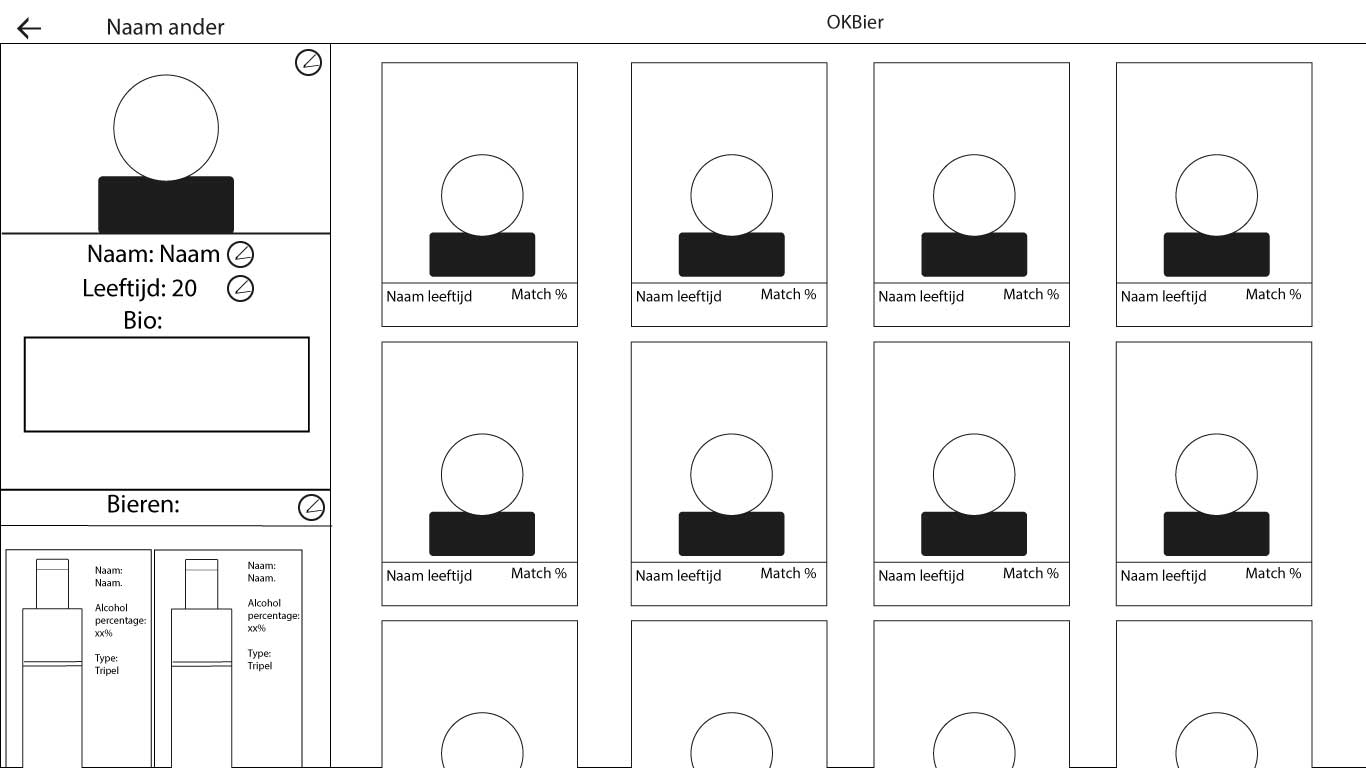 Naam ander
OKBier
Naam: Naam
Leeftijd: 20
Bio:
Bieren:
Naam:
Naam.
Alcohol
percentage:
xx%
Type:
Tripel
Naam:
Naam.
Alcohol
percentage:
xx%
Type:
Tripel
Naam leeftijd Match %
Naam leeftijd Match %
Naam leeftijd Match %
Naam leeftijd Match %
Naam leeftijd Match %
Naam leeftijd Match %
Naam leeftijd Match %
Naam leeftijd Match %